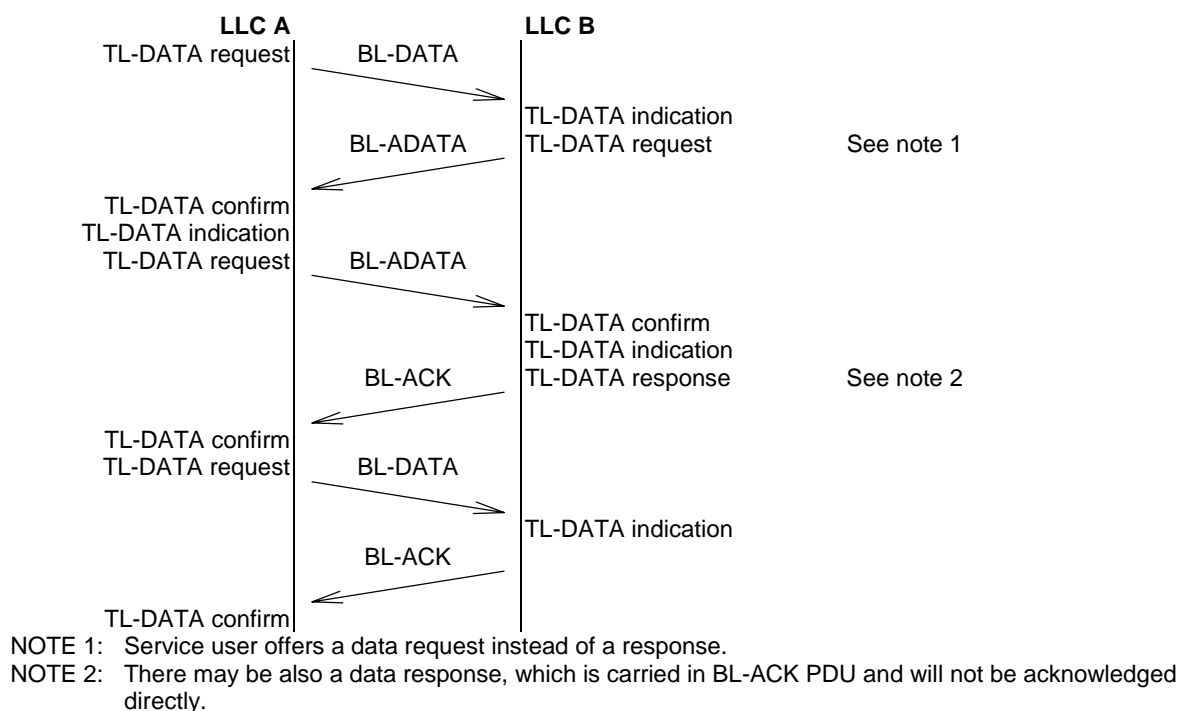 LLC A LLC B
TL-DATA request BL-DATA
TL-DATA indication
BL-ADATA TL-DATA request See note 1
TL-DATA confirm
TL-DATA indication
TL-DATA request BL-ADATA
TL-DATA confirm
TL-DATA indication
BL-ACK TL-DATA response See note 2
TL-DATA confirm
TL-DATA request BL-DATA
TL-DATA indication
BL-ACK
TL-DATA confirm
NOTE 1: Service user offers a data request instead of a response.
NOTE 2: There may be also a data response, which is carried in BL-ACK PDU and will not be acknowledged
directly.